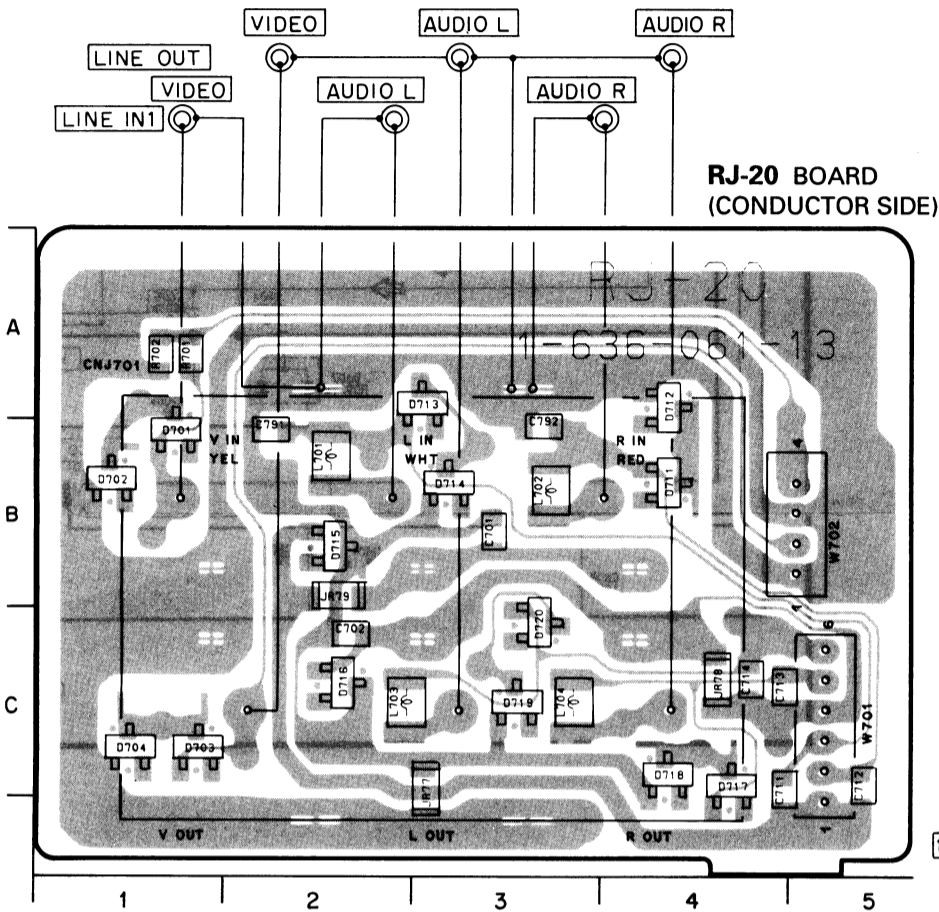 VIDEO
AUDIO L
AUDIO R
LINE OUT
VIDEO
AUDIO L
AUDIO R
LINE IN1
RJ-20 BOARD
(CONDUCTOR SIDE)
RJ-20
1-636-061-13
A
R702
R701
CNJ701
D713
D712
D701
V IN
YEL
C791
L701
L IN
WHT
C792
R IN
RED
4
D702
D714
L702
D711
B
C701
W702
D715
JR79
1
C702
D720
6
D716
C
L703
D719
L704
JR78
C714
C713
W701
D704
D703
JR77
D718
D717
C711
C712
V OUT
L OUT
R OUT
1
1
2
3
4
5